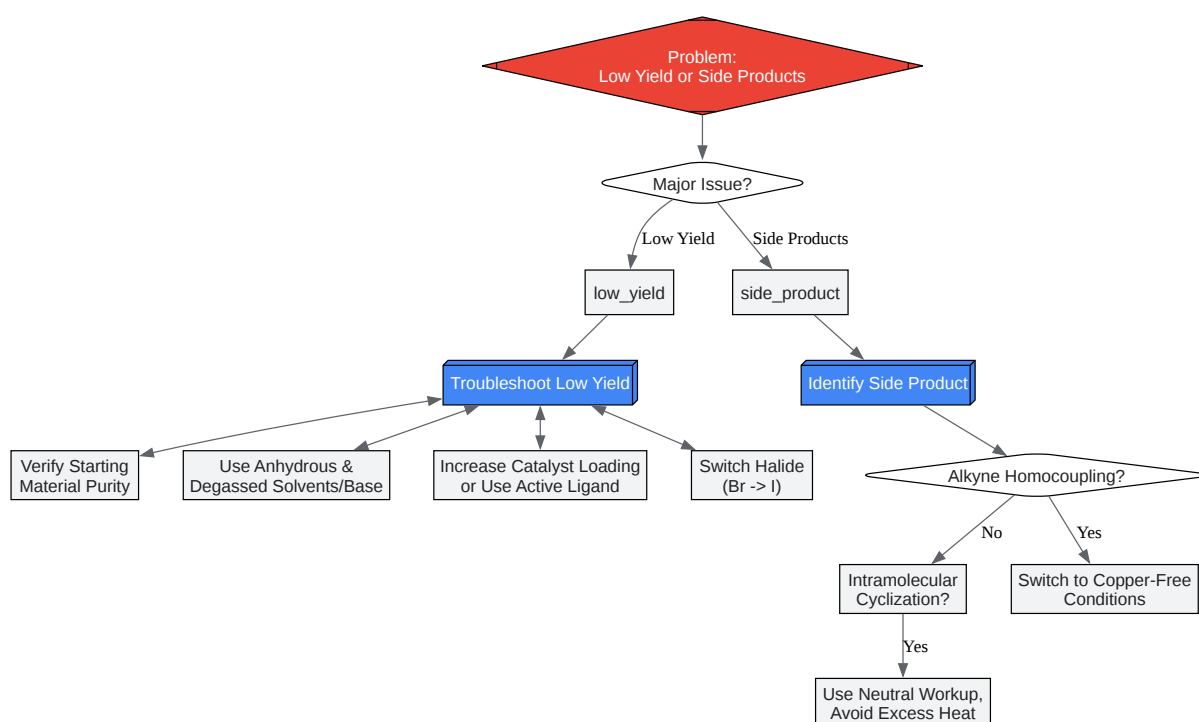 Problem:
Low Yield or Side Products
Major Issue?
Low Yield
Side Products
low_yield
side_product
Troubleshoot Low Yield
Identify Side Product
Verify Starting
Material Purity
Use Anhydrous &
Degassed Solvents/Base
Increase Catalyst Loading
or Use Active Ligand
Switch Halide
(Br -> I)
Alkyne Homocoupling?
No
Yes
Intramolecular
Cyclization?
Switch to Copper-Free
Conditions
Yes
Use Neutral Workup,
Avoid Excess Heat